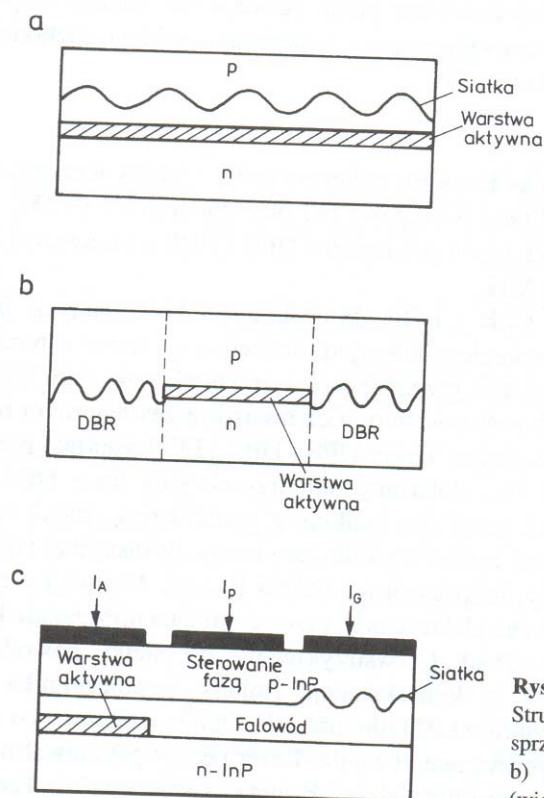 a
p
Siatka
Warstwa
aktywna
n
b
p
DBR
n
DBR
Warstwa
aktywna
c
I_A
I_p
I_G
Warstwa
aktywna
Sterowanie
fazą
p-InP
Siatka
Falowód
n-InP
Rys
Stru
sprz
b)